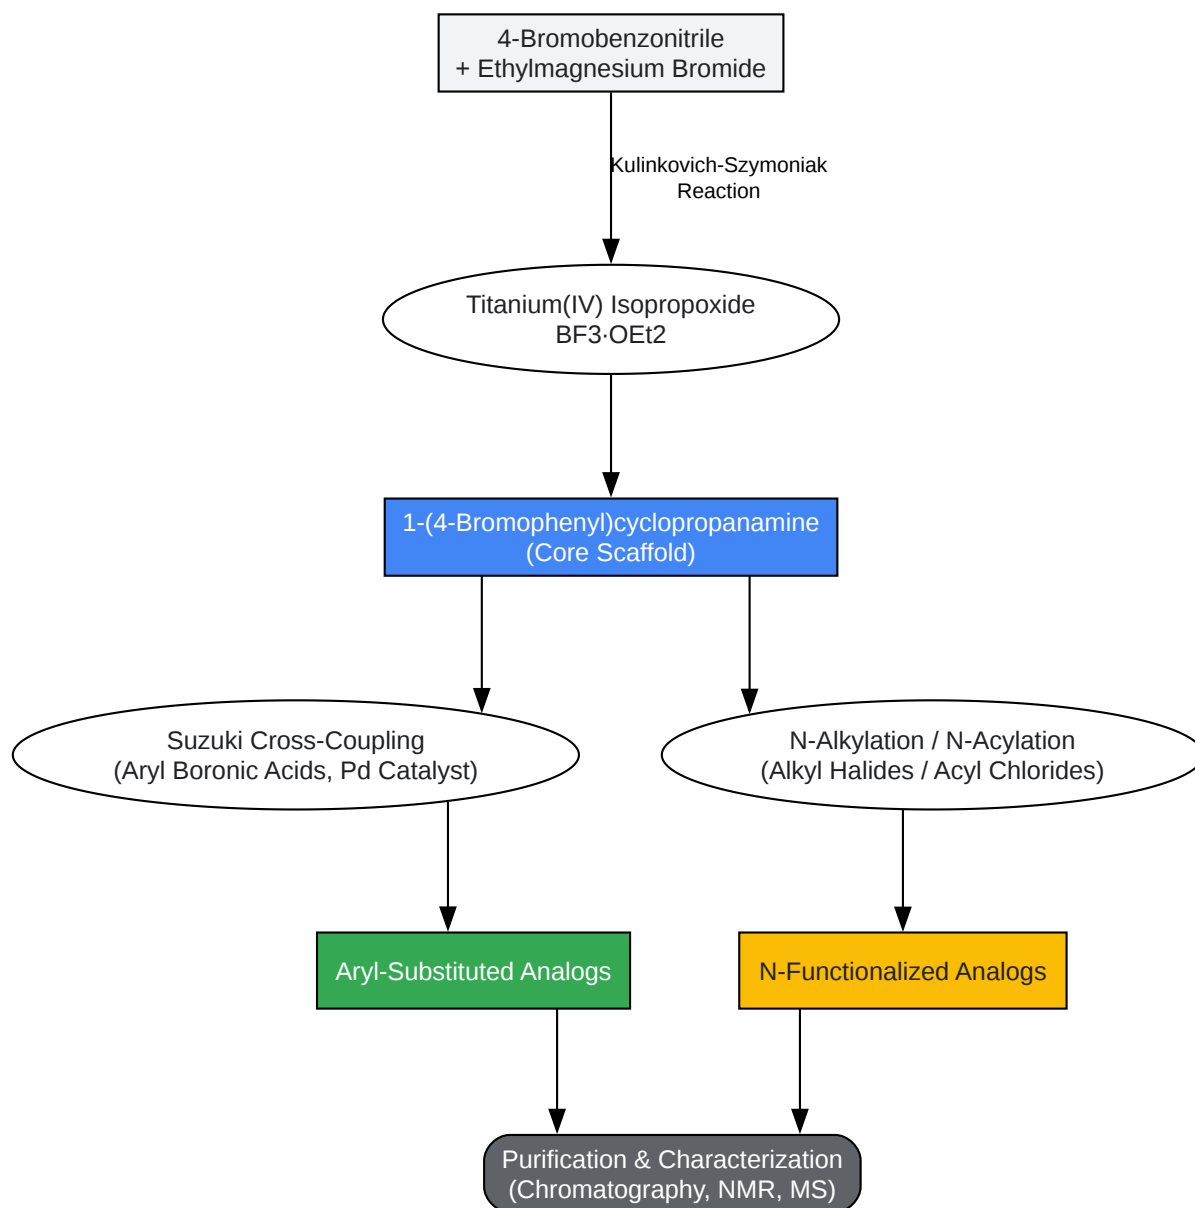 4-Bromobenzonitrile
+ Ethylmagnesium Bromide
Kulinkovich-Szymoniak
Reaction
Titanium(IV) Isopropoxide
BF3·OEt2
1-(4-Bromophenyl)cyclopropanamine
(Core Scaffold)
Suzuki Cross-Coupling
(Aryl Boronic Acids, Pd Catalyst)
N-Alkylation / N-Acylation
(Alkyl Halides / Acyl Chlorides)
Aryl-Substituted Analogs
N-Functionalized Analogs
Purification & Characterization
(Chromatography, NMR, MS)